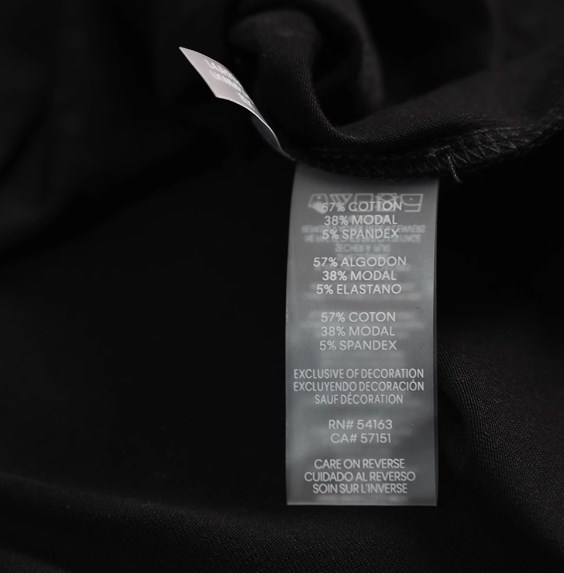 57% COTTON
38% MODAL
5% SPANDEX
57% ALGODON
38% MODAL
5% ELASTANO
57% COTON
38% MODAL
5% SPANDEX
EXCLUSIVE OF DECORATION
EXCLUYENDO DECORACIÓN
SAUF DÉCORATION
RN# 54163
CA# 57151
CARE ON REVERSE
CUIDADO AL REVERSO
SOIN SUR L'INVERSE